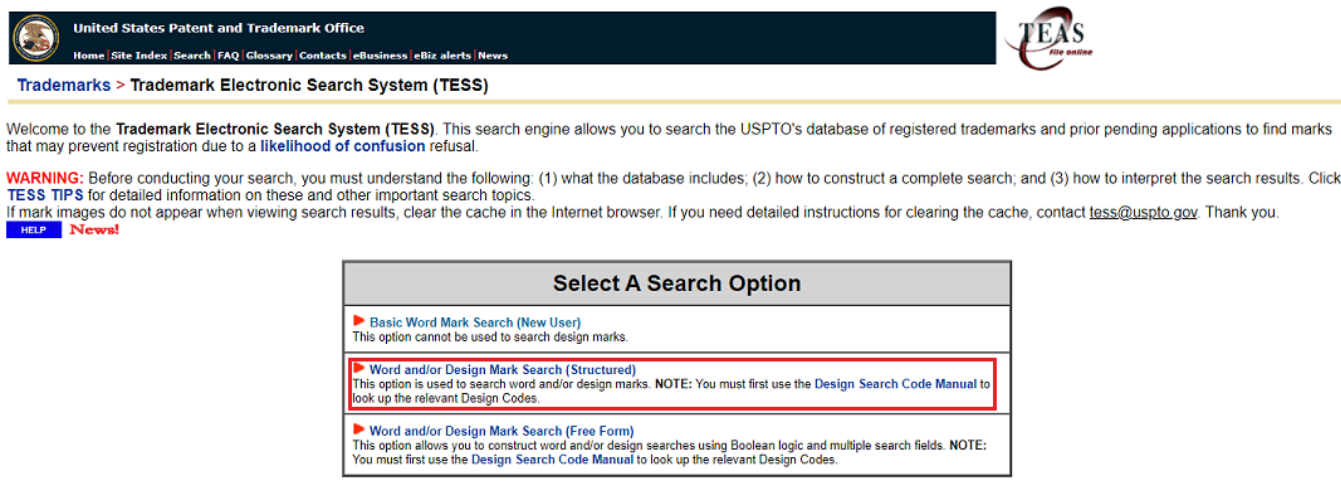 United States Patent and Trademark Office
Home|Site Index|Search|FAQ|Glossary|Contacts|eBusiness|eBiz alerts|News
TEAS
File online
Trademarks > Trademark Electronic Search System (TESS)
Welcome to the Trademark Electronic Search System (TESS). This search engine allows you to search the USPTO's database of registered trademarks and prior pending applications to find marks
that may prevent registration due to a likelihood of confusion refusal.
WARNING: Before conducting your search, you must understand the following: (1) what the database includes; (2) how to construct a complete search; and (3) how to interpret the search results. Click
TESS TIPS for detailed information on these and other important search topics.
If mark images do not appear when viewing search results, clear the cache in the Internet browser. If you need detailed instructions for clearing the cache, contact tess@uspto.gov. Thank you.
HELP News!
Select A Search Option
Basic Word Mark Search (New User)
This option cannot be used to search design marks.
Word and/or Design Mark Search (Structured)
This option is used to search word and/or design marks. NOTE: You must first use the Design Search Code Manual to
look up the relevant Design Codes.
Word and/or Design Mark Search (Free Form)
This option allows you to construct word and/or design searches using Boolean logic and multiple search fields. NOTE:
You must first use the Design Search Code Manual to look up the relevant Design Codes.